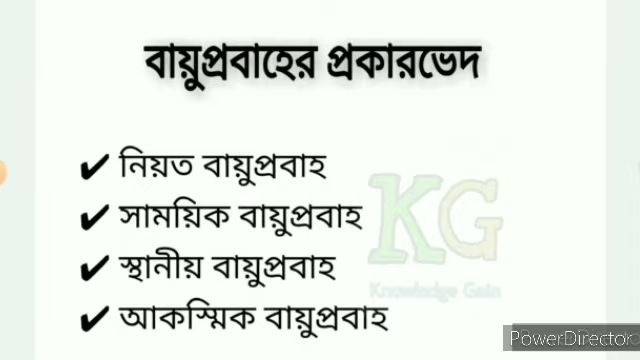 বায়ুপ্রবাহের প্রকারভেদ
✔ নিয়ত বায়ুপ্রবাহ
✔ সাময়িক বায়ুপ্রবাহ
✔ স্থানীয় বায়ুপ্রবাহ
✔ আকস্মিক বায়ুপ্রবাহ
KG
Knowledge Gain
PowerDirector